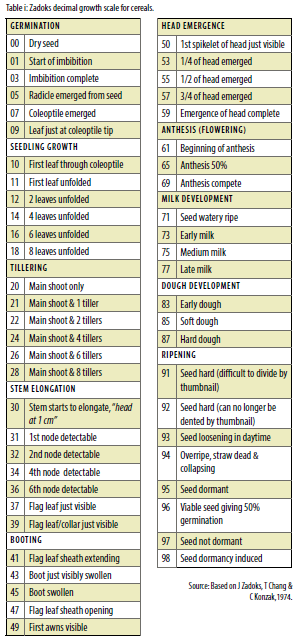 Table i: Zadoks decimal growth scale for cereals.
GERMINATION
00 Dry seed
01 Start of imbibition
03 Imbibition complete
05 Radicle emerged from seed
07 Coleoptile emerged
09 Leaf just at coleoptile tip
SEEDLING GROWTH
10 First leaf through coleoptile
11 First leaf unfolded
12 2 leaves unfolded
14 4 leaves unfolded
16 6 leaves unfolded
18 8 leaves unfolded
TILLERING
20 Main shoot only
21 Main shoot & 1 tiller
22 Main shoot & 2 tillers
24 Main shoot & 4 tillers
26 Main shoot & 6 tillers
28 Main shoot & 8 tillers
STEM ELONGATION
30 Stem starts to elongate, "head
at 1 cm"
31 1st node detectable
32 2nd node detectable
34 4th node detectable
36 6th node detectable
37 Flag leaf just visible
39 Flag leaf/collar just visible
BOOTING
41 Flag leaf sheath extending
43 Boot just visibly swollen
45 Boot swollen
47 Flag leaf sheath opening
49 First awns visible
HEAD EMERGENCE
50 1st spikelet of head just visible
53 1/4 of head emerged
55 1/2 of head emerged
57 3/4 of head emerged
59 Emergence of head complete
ANTHESIS (FLOWERING)
61 Beginning of anthesis
65 Anthesis 50%
69 Anthesis compete
MILK DEVELOPMENT
71 Seed watery ripe
73 Early milk
75 Medium milk
77 Late milk
DOUGH DEVELOPMENT
83 Early dough
85 Soft dough
87 Hard dough
RIPENING
91 Seed hard (difficult to divide by
thumbnail)
92 Seed hard (can no longer be
dented by thumbnail)
93 Seed loosening in daytime
94 Overripe, straw dead &
collapsing
95 Seed dormant
96 Viable seed giving 50%
germination
97 Seed not dormant
98 Seed dormancy induced
Source: Based on J Zadoks, T Chang &
C Konzak, 1974.